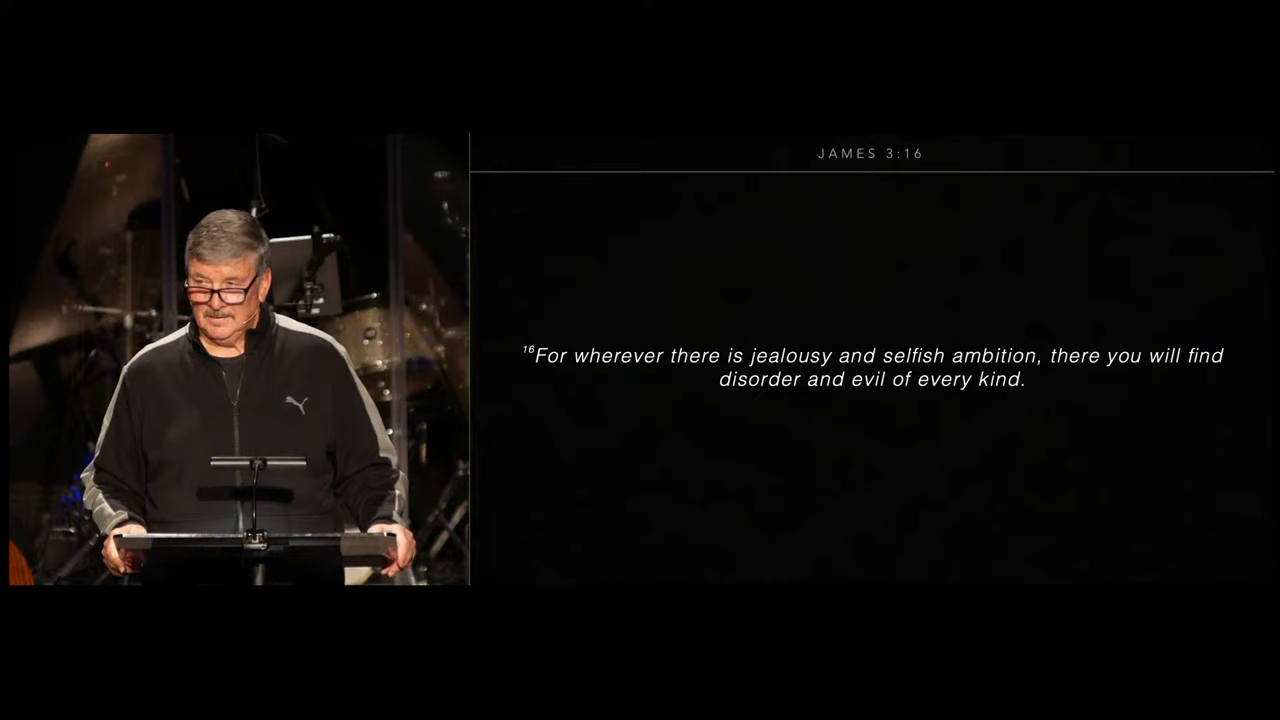 JAMES 3:16
¹⁶For wherever there is jealousy and selfish ambition, there you will find
disorder and evil of every kind.